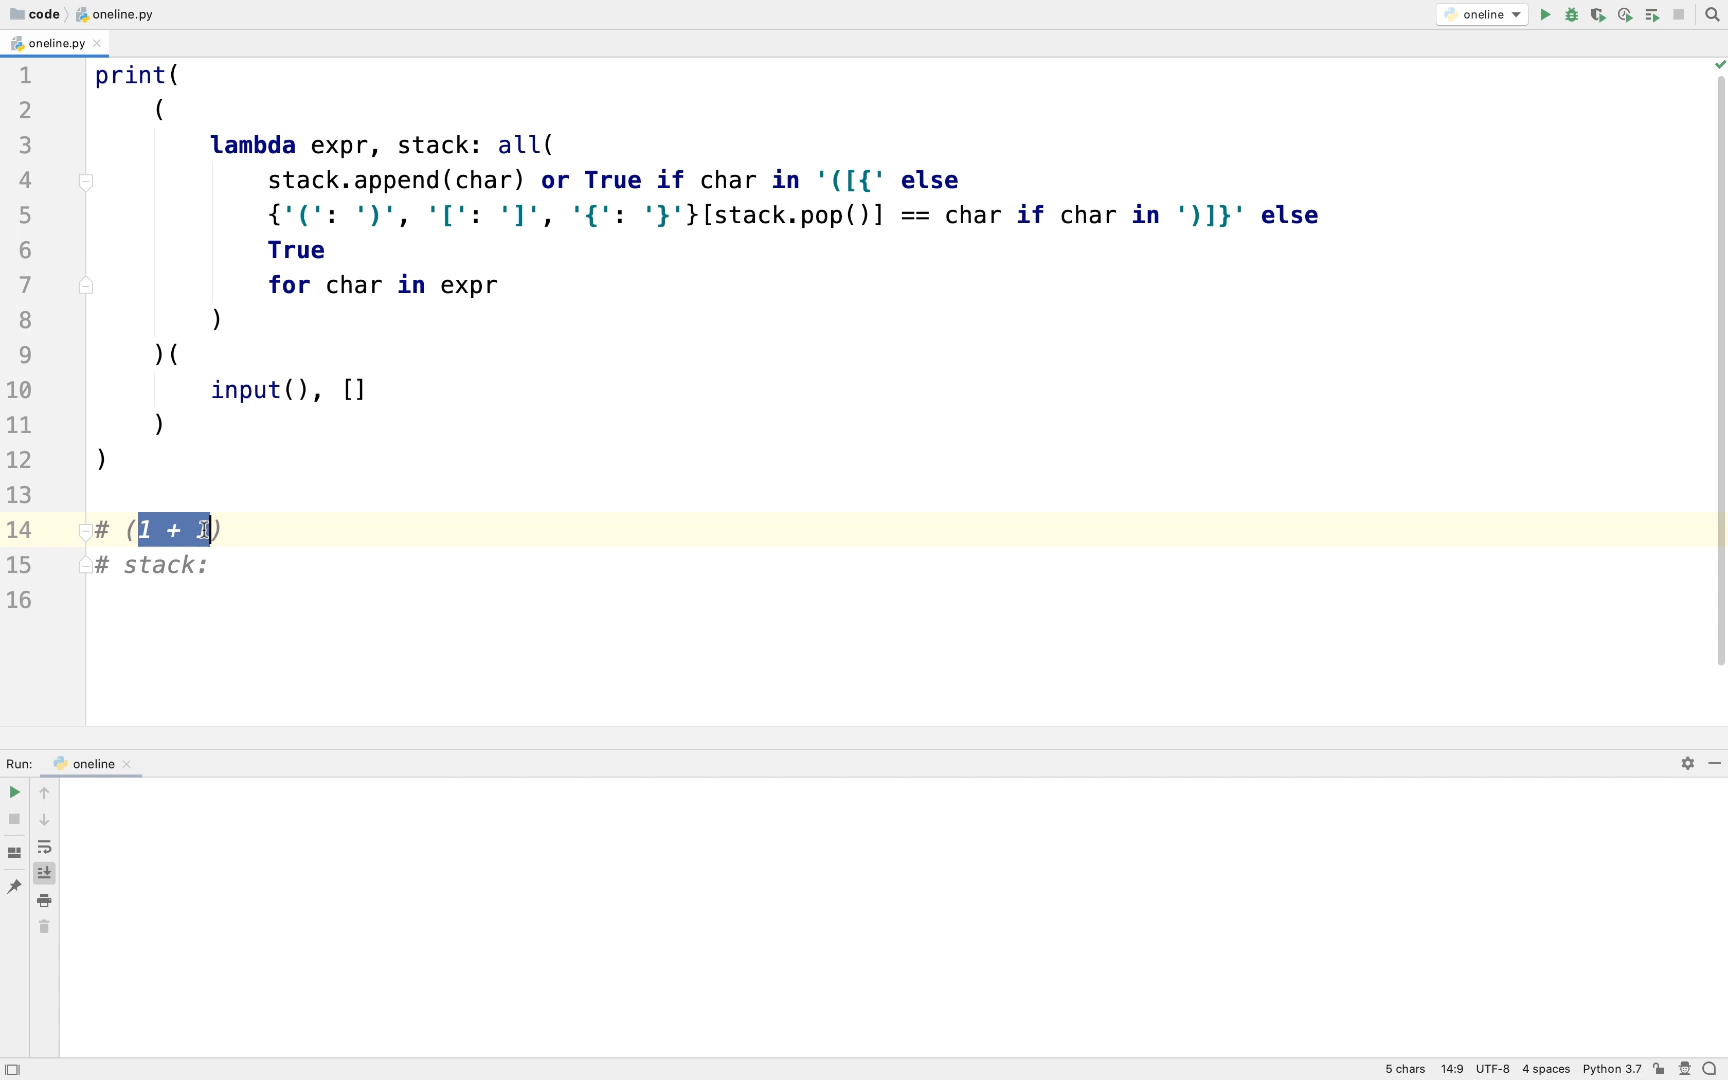 code oneline.py oneline
oneline.py
1 print(
2 (
3 lambda expr, stack: all(
4 stack.append(char) or True if char in '([{' else
5 {'(': ')', '[': ']', '{': '}'}[stack.pop()] == char if char in ')]}' else
6 True
7 for char in expr
8 )
9 )(
10 input(), []
11 )
12 )
13
14 # (1 + 1)
15 # stack:
16
Run: oneline
5 chars 14:9 UTF-8 4 spaces Python 3.7